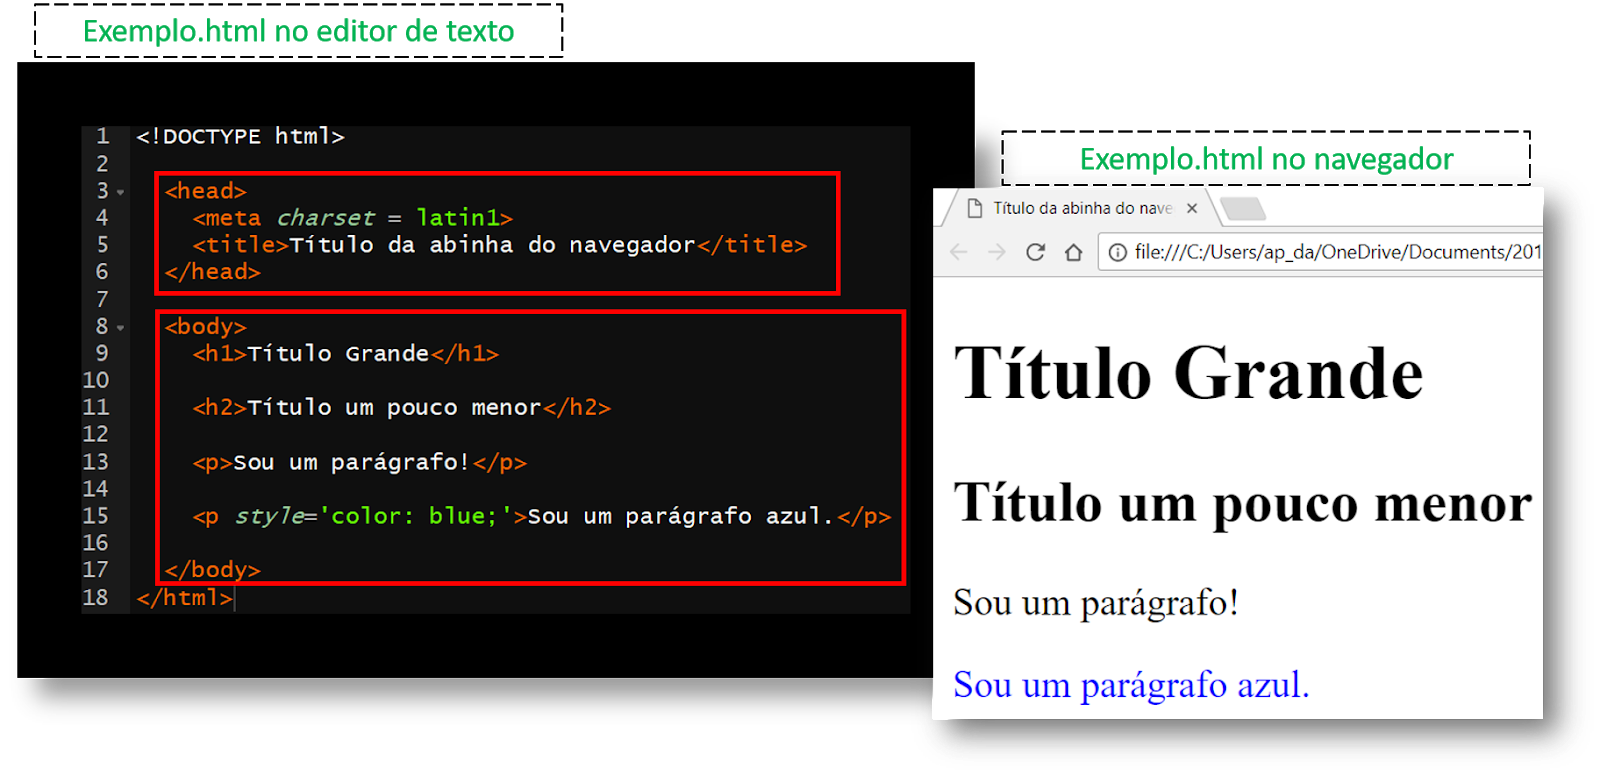 Exemplo.html no editor de texto
1 <!DOCTYPE html>
2
3 <head>
4 <meta charset = latin1>
5 <title>Título da abinha do navegador</title>
6 </head>
7
8 <body>
9 <h1>Título Grande</h1>
10
11 <h2>Título um pouco menor</h2>
12
13 <p>Sou um parágrafo!</p>
14
15 <p style='color: blue;'>Sou um parágrafo azul.</p>
16
17 </body>
18 </html>
Exemplo.html no navegador
Título da abinha do nave
file:///C:/Users/ap_da/OneDrive/Documents/201
Título Grande
Título um pouco menor
Sou um parágrafo!
Sou um parágrafo azul.